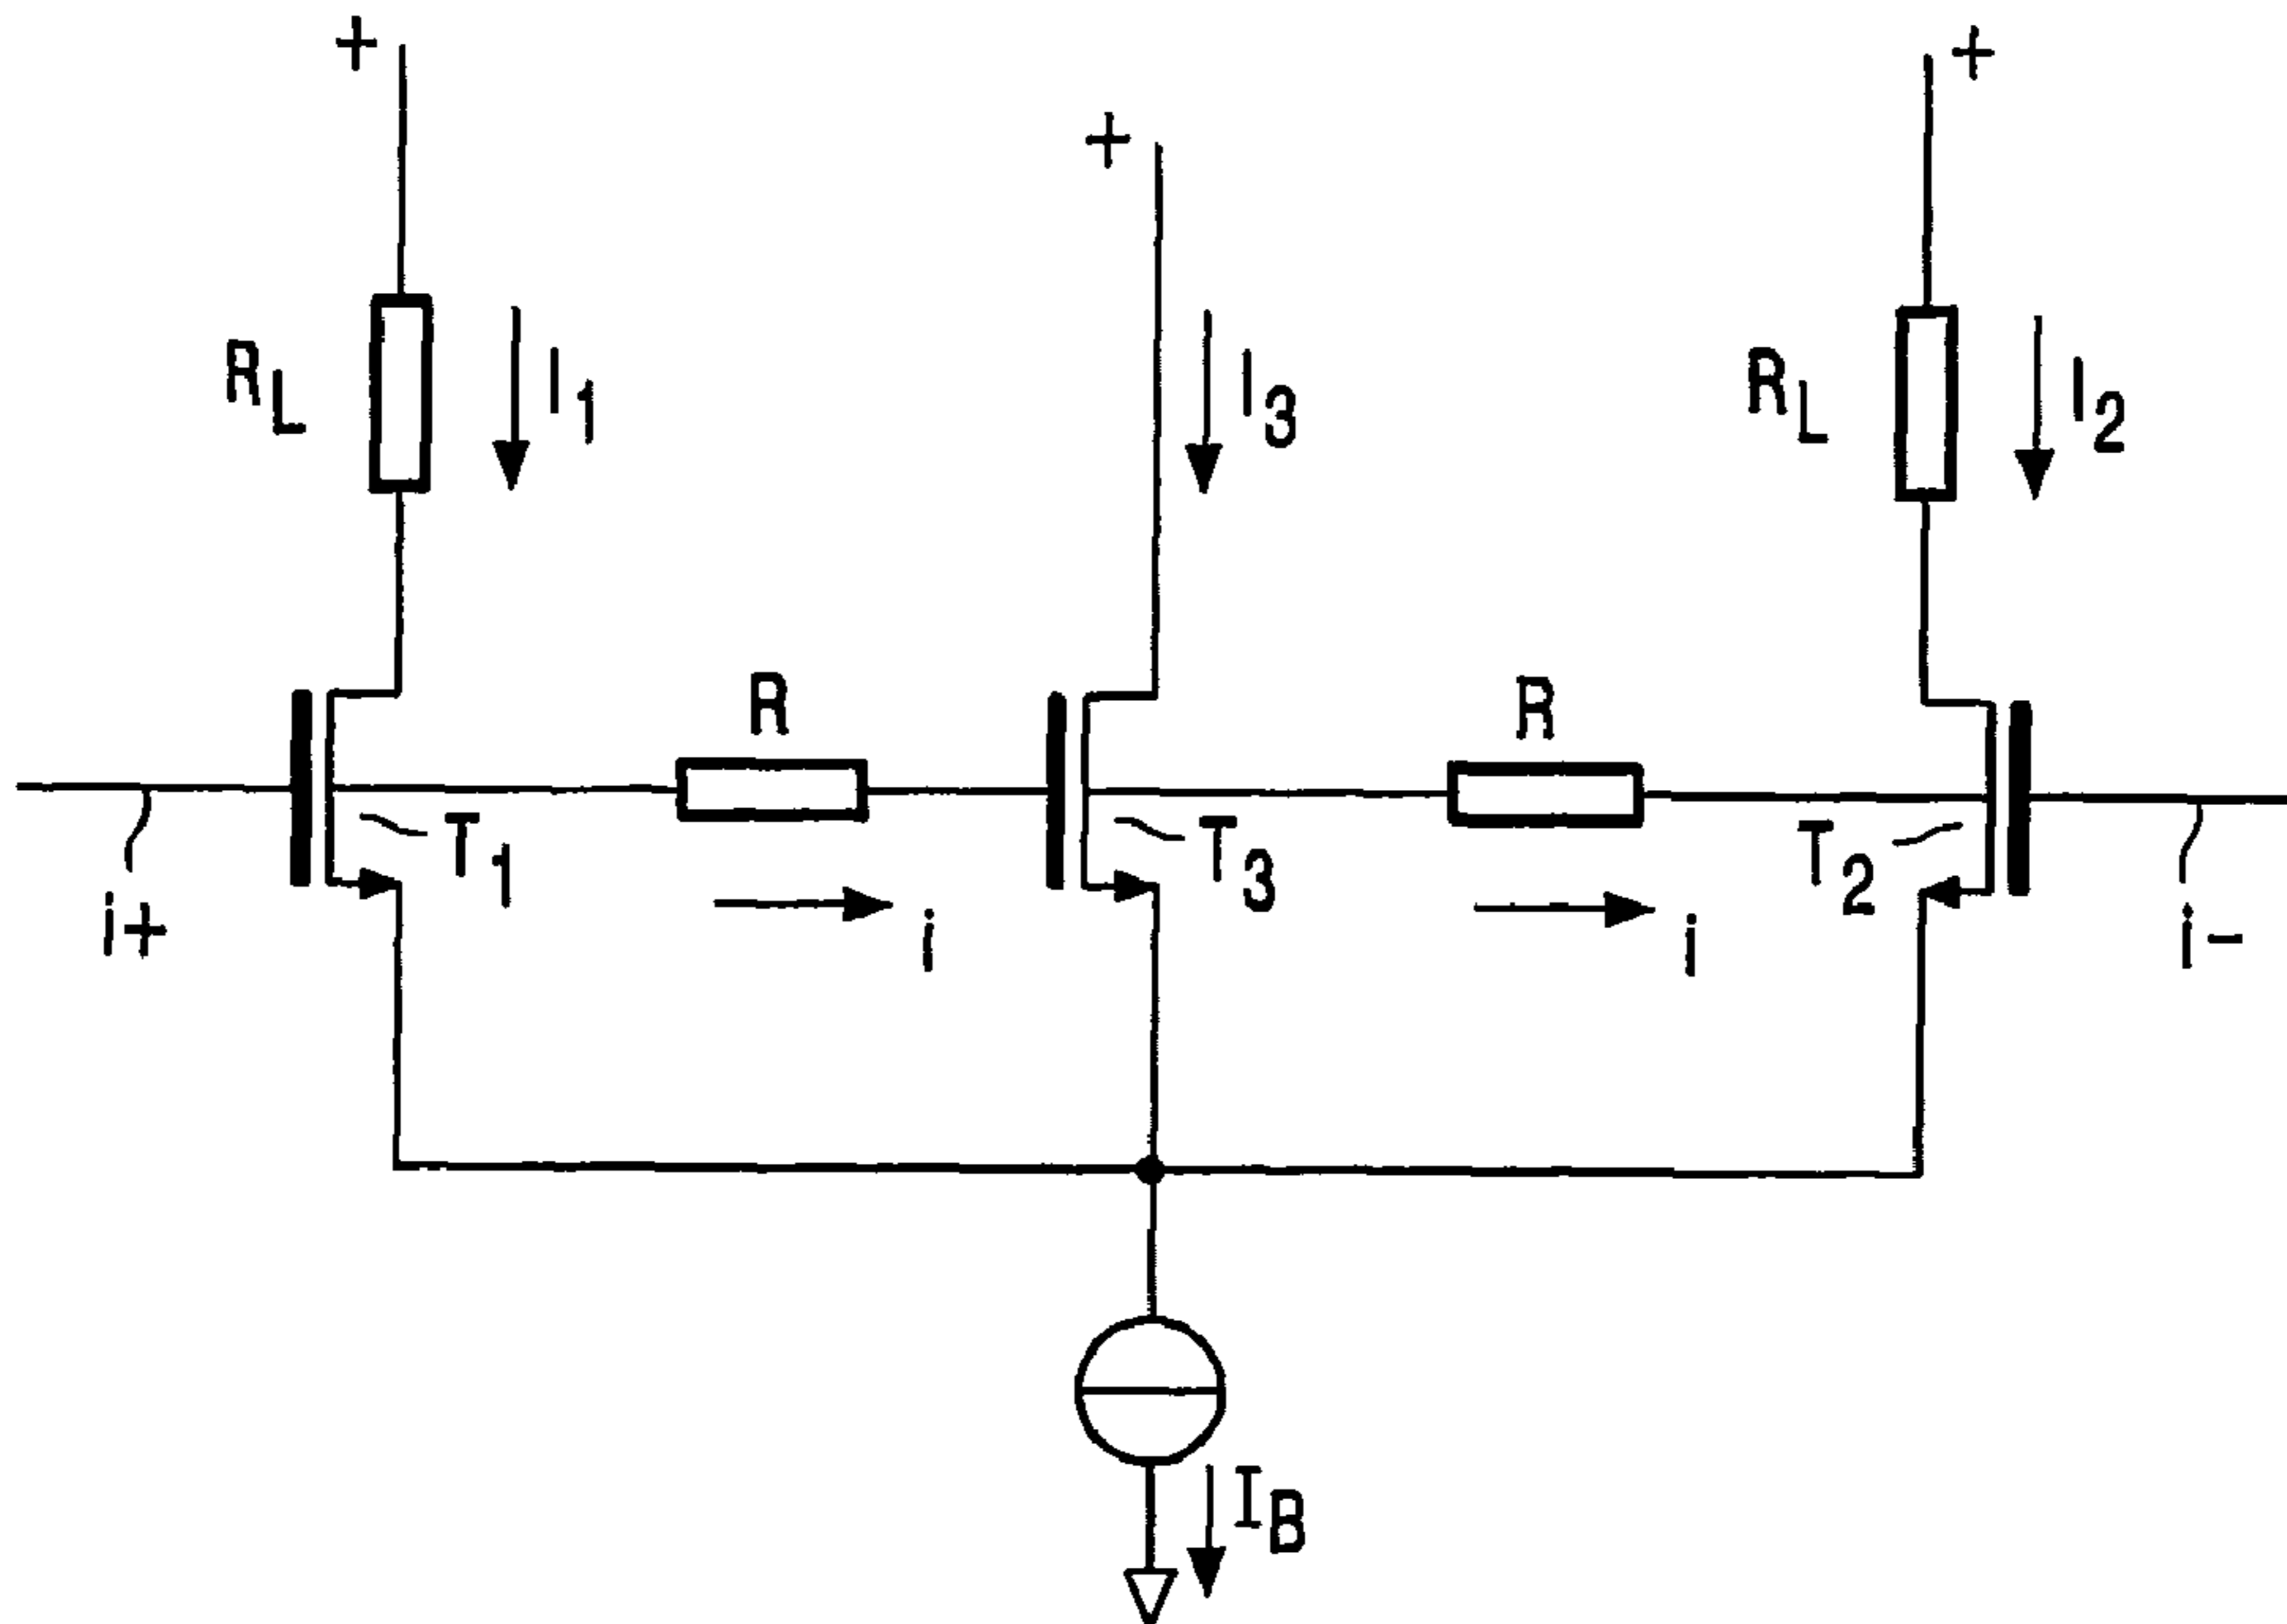 +
+
+
R_L
I_1
I_3
R_L
I_2
R
R
T_1
T_3
T_2
i+
i
i
i-
I_B